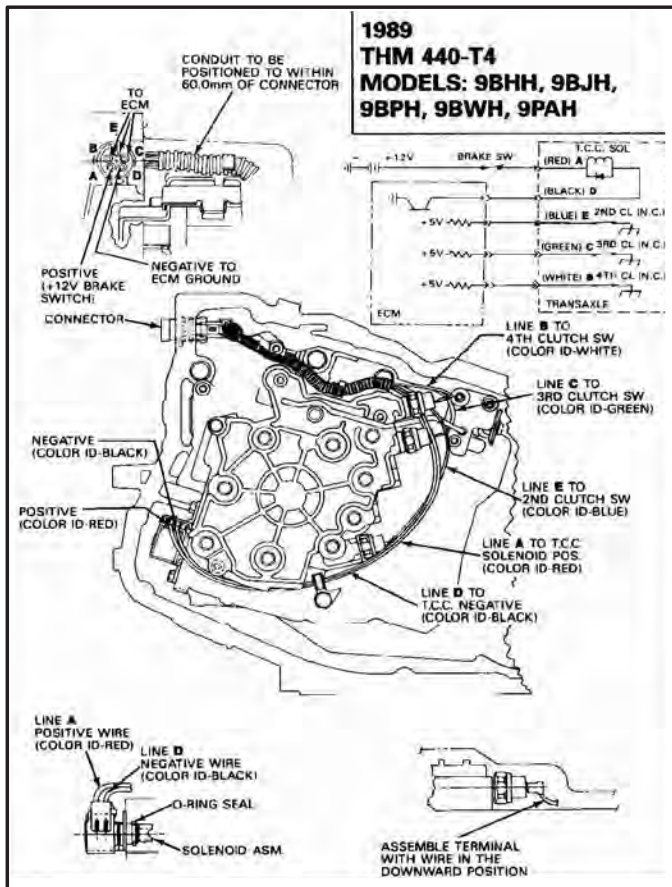 1989
THM 440-T4
MODELS: 9BHH, 9BJH,
9BPH, 9BWH, 9PAH
CONDUIT TO BE
POSITIONED TO WITHIN
60.0mm OF CONNECTOR
TO
ECM
E
B
C
A
D
POSITIVE
(+12V BRAKE
SWITCH)
NEGATIVE TO
ECM GROUND
+12V
BRAKE SW
T.C.C. SOL
(RED) A
(BLACK) D
+5V
(BLUE) E 2ND CL (N.C.)
+5V
(GREEN) C 3RD CL (N.C.)
+5V
(WHITE) B 4TH CL (N.C.)
ECM
TRANSAXLE
CONNECTOR
LINE B TO
4TH CLUTCH SW
(COLOR ID-WHITE)
LINE C TO
3RD CLUTCH SW
(COLOR ID-GREEN)
NEGATIVE
(COLOR ID-BLACK)
LINE E TO
2ND CLUTCH SW
(COLOR ID-BLUE)
POSITIVE
(COLOR ID-RED)
LINE A TO T.C.C.
SOLENOID POS.
(COLOR ID-RED)
LINE D TO
T.C.C. NEGATIVE
(COLOR ID-BLACK)
LINE A
POSITIVE WIRE
(COLOR ID-RED)
LINE D
NEGATIVE WIRE
(COLOR ID-BLACK)
O-RING SEAL
SOLENOID ASM.
ASSEMBLE TERMINAL
WITH WIRE IN THE
DOWNWARD POSITION